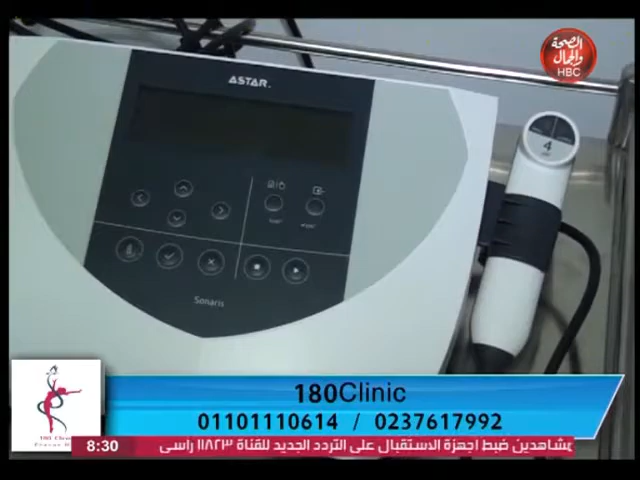 الصحة
والجمال
HBC
ASTAR.
4
Sonaris
180Clinic
01101110614 / 0237617992
8:30
مشاهدين ضبط اجهزة الاستقبال على التردد الجديد للقناة ١١٨٢٣ راسى